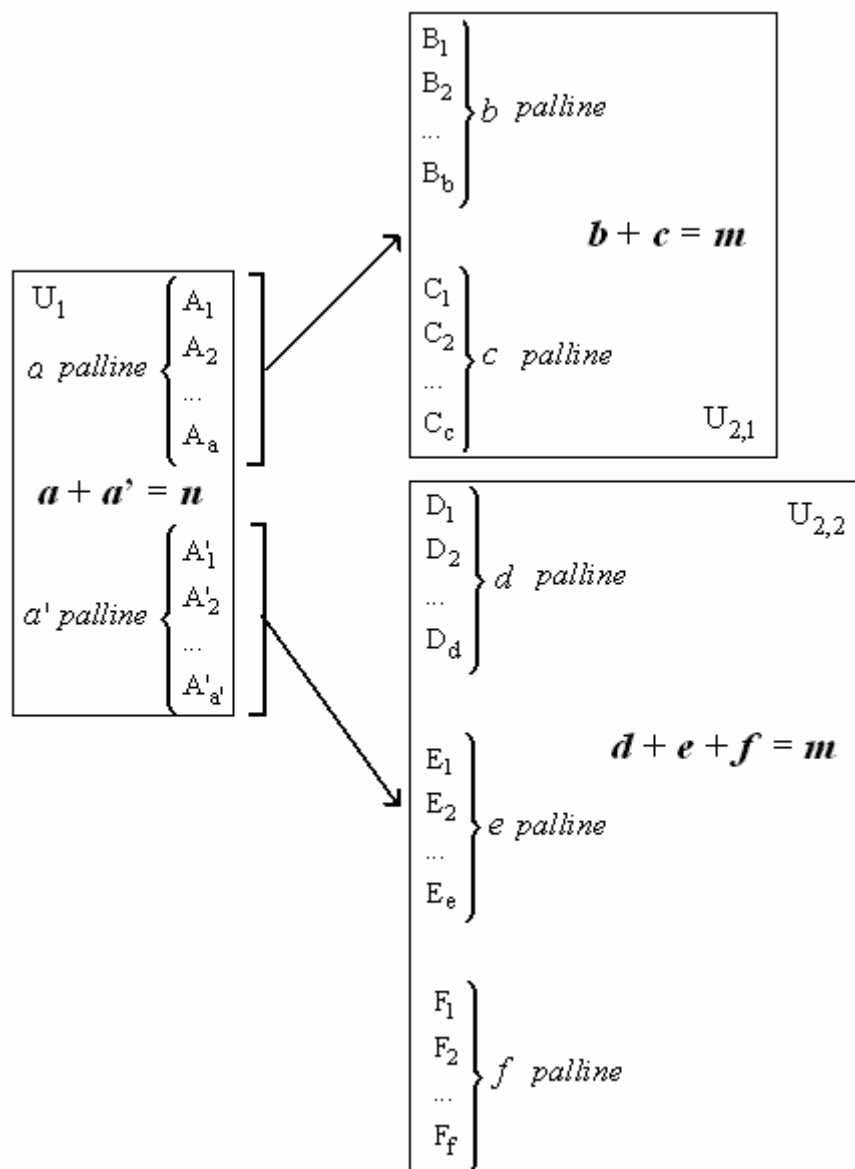 U1
a palline
A1
A2
...
Aa
a + a’ = n
a' palline
A'1
A'2
...
A'a'
B1
B2
...
Bb
b palline
b + c = m
C1
C2
...
Cc
c palline
U2,1
D1
D2
...
Dd
d palline
U2,2
E1
E2
...
Ee
e palline
d + e + f = m
F1
F2
...
Ff
f palline